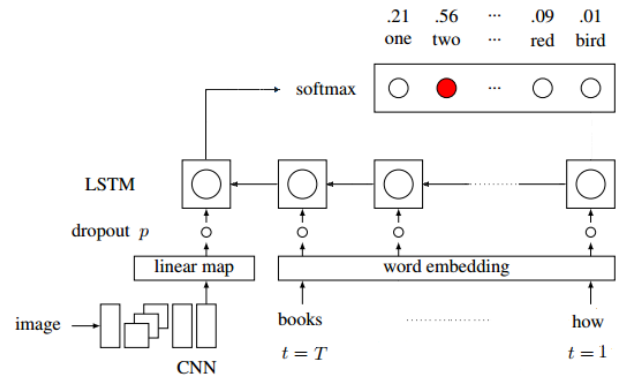 .21 .56 ... .09 .01
one two ... red bird
softmax
LSTM
dropout p
linear map word embedding
image books how
CNN t = T t = 1